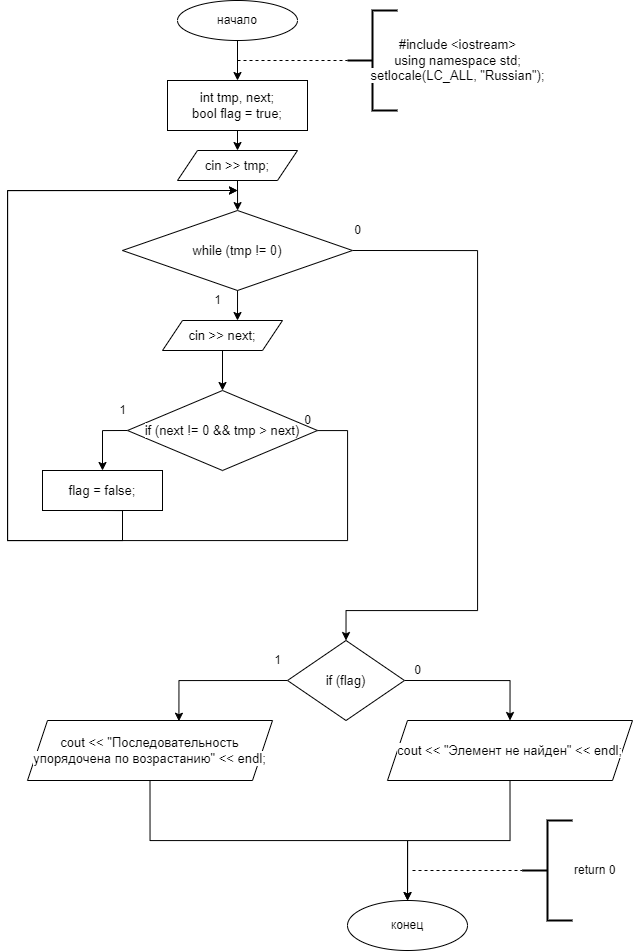 начало
#include <iostream>
using namespace std;
setlocale(LC_ALL, "Russian");
int tmp, next;
bool flag = true;
cin >> tmp;
while (tmp != 0)
0
1
cin >> next;
1
if (next != 0 && tmp > next)
0
flag = false;
if (flag)
1
0
cout << "Последовательность
упорядочена по возрастанию" << endl;
cout << "Элемент не найден" << endl;
return 0
конец